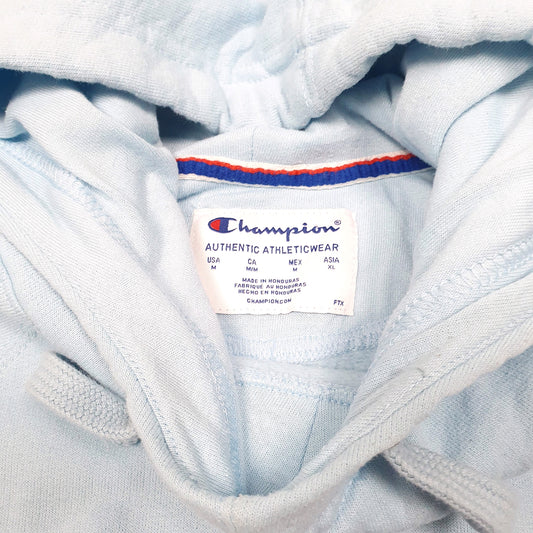 Champion®
AUTHENTIC ATHLETICWEAR
USA CA MEX ASIA
M M/M M XL
MADE IN HONDURAS
FABRIQUÉ AU HONDURAS
HECHO EN HONDURAS
CHAMPION.COM PTX